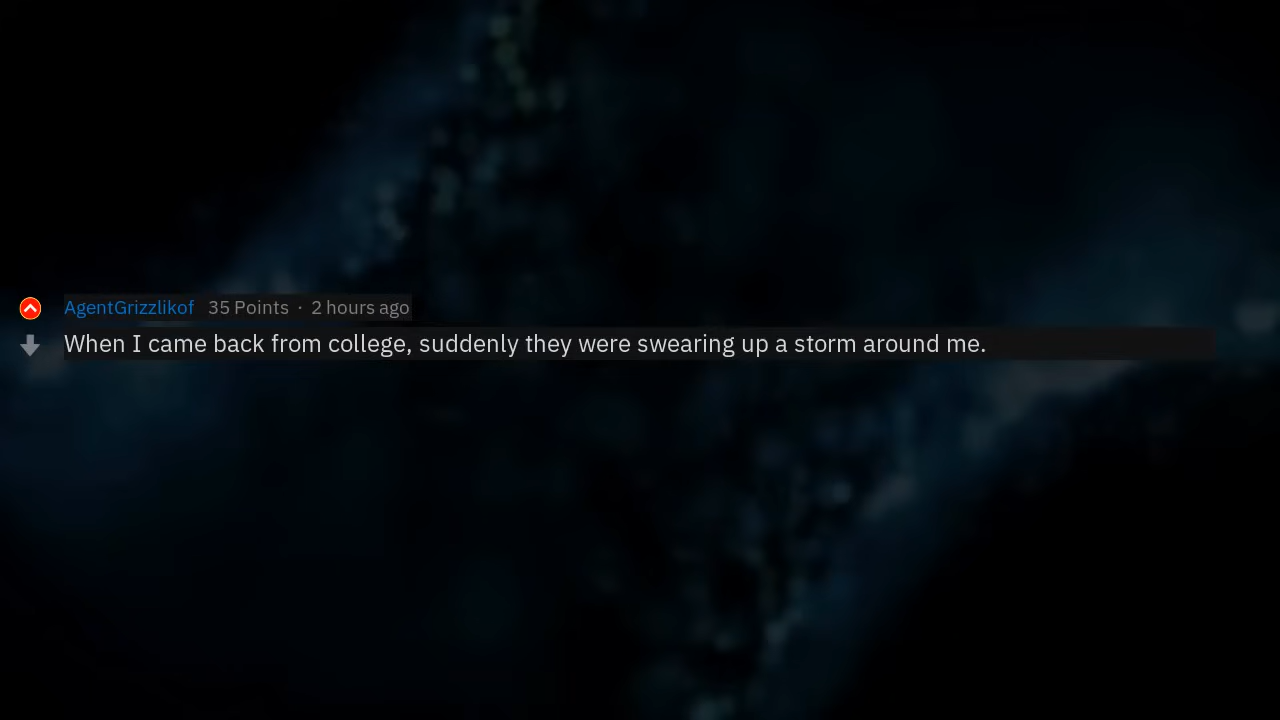 AgentGrizzlikof 35 Points · 2 hours ago
When I came back from college, suddenly they were swearing up a storm around me.